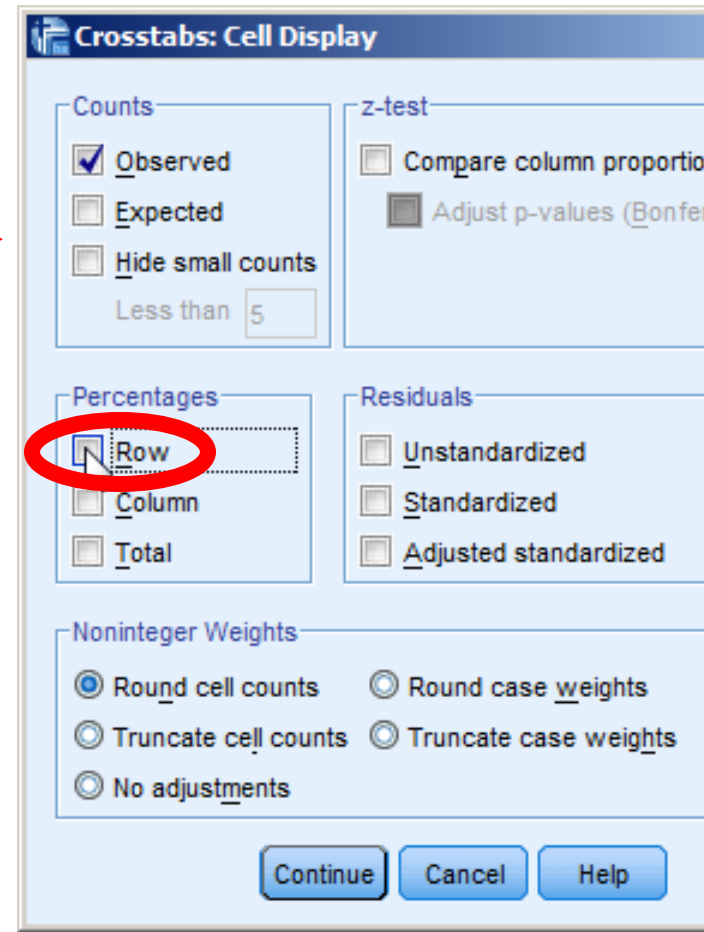 Crosstabs: Cell Display
Counts
Observed
Expected
Hide small counts
Less than 5
z-test
Compare column proportio
Adjust p-values (Bonfer
Percentages
Row
Column
Total
Residuals
Unstandardized
Standardized
Adjusted standardized
Noninteger Weights
Round cell counts Round case weights
Truncate cell counts Truncate case weights
No adjustments
Continue Cancel Help